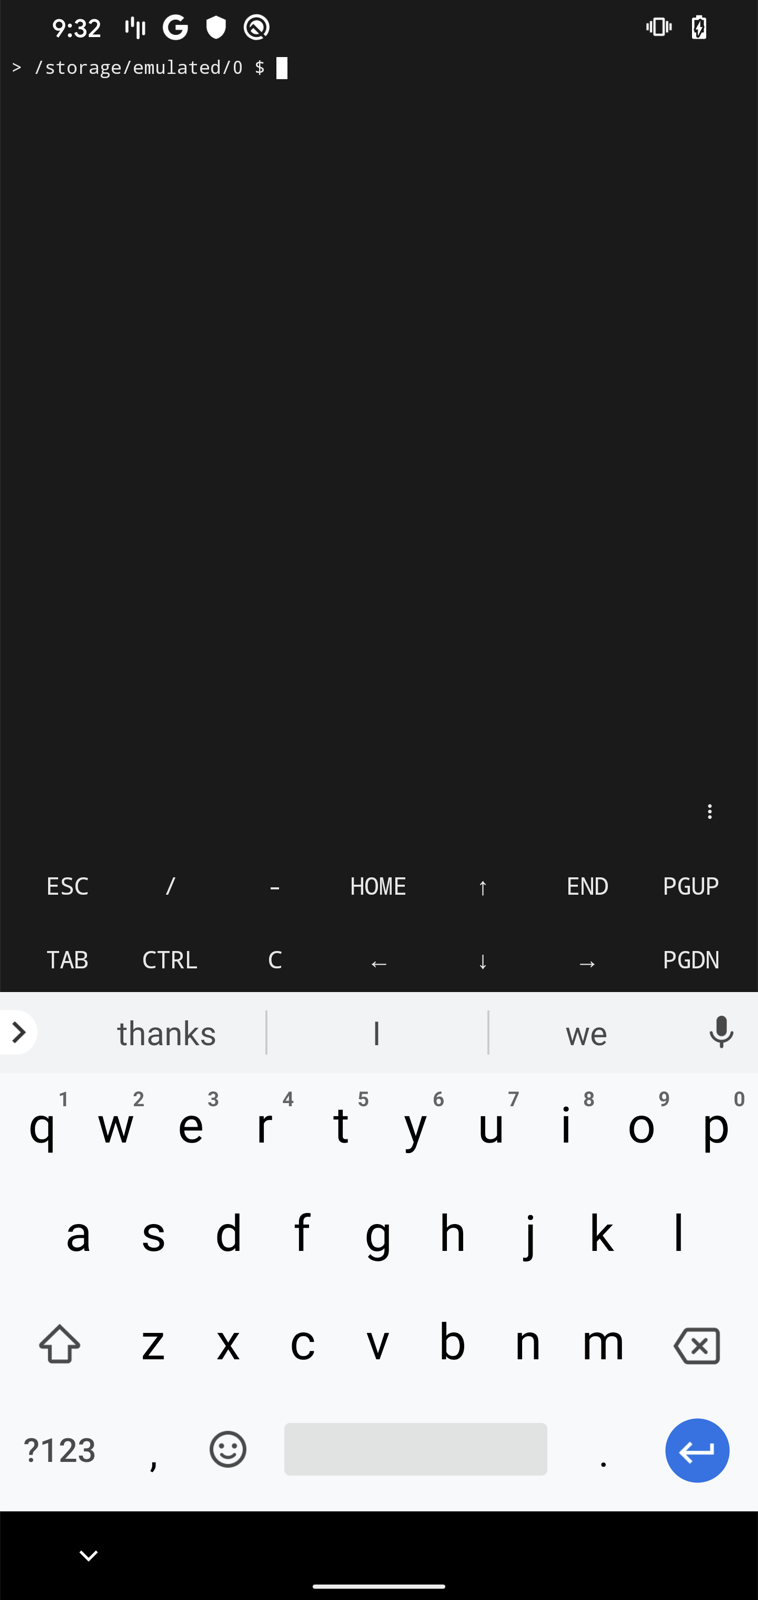 9:32
> /storage/emulated/0 $
ESC / - HOME ↑ END PGUP
TAB CTRL C ← ↓ → PGDN
thanks I we
1 2 3 4 5 6 7 8 9 0
q w e r t y u i o p
a s d f g h j k l
z x c v b n m
?123 , .